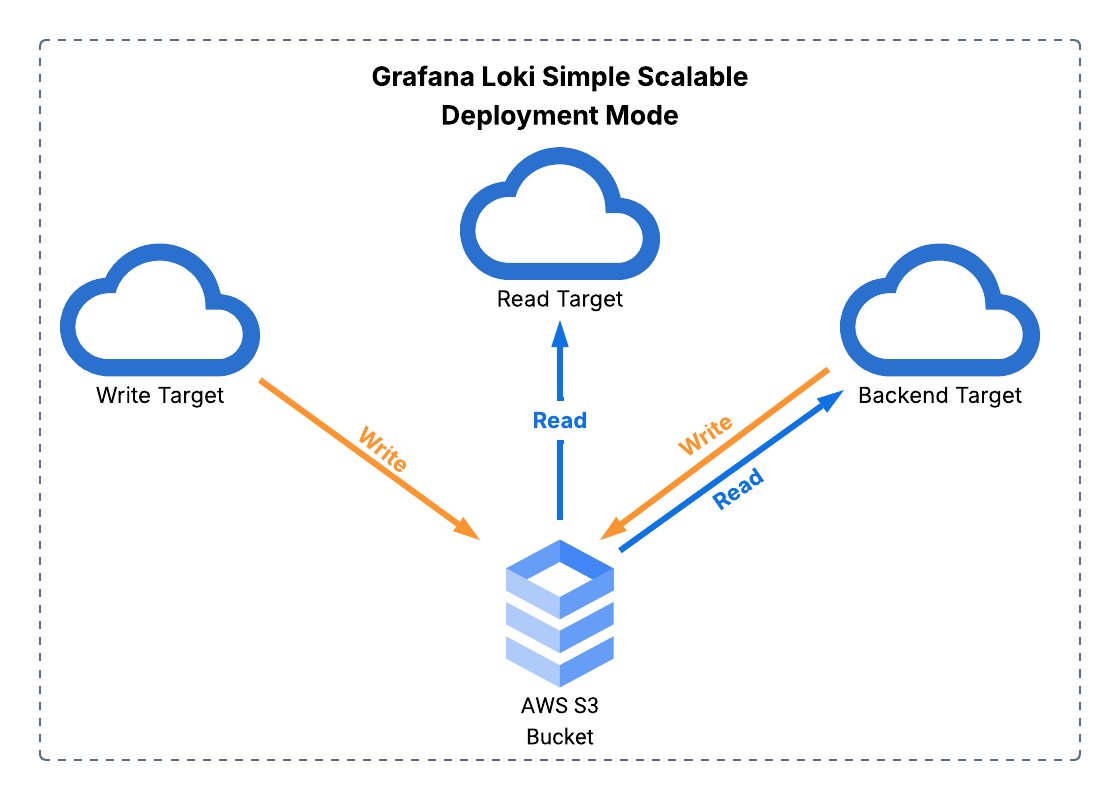 Grafana Loki Simple Scalable
Deployment Mode
Read Target
Write Target
Backend Target
Write
Read
Write
Read
AWS S3
Bucket